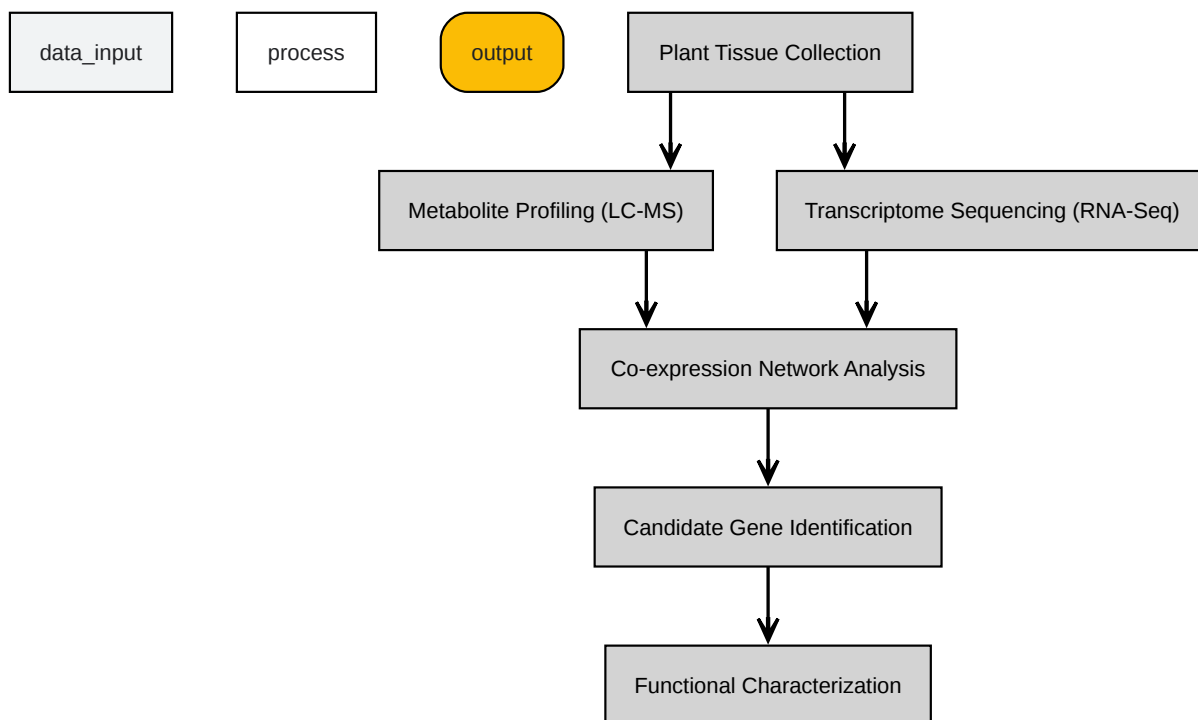 data_input
process
output
Plant Tissue Collection
Metabolite Profiling (LC-MS)
Transcriptome Sequencing (RNA-Seq)
Co-expression Network Analysis
Candidate Gene Identification
Functional Characterization